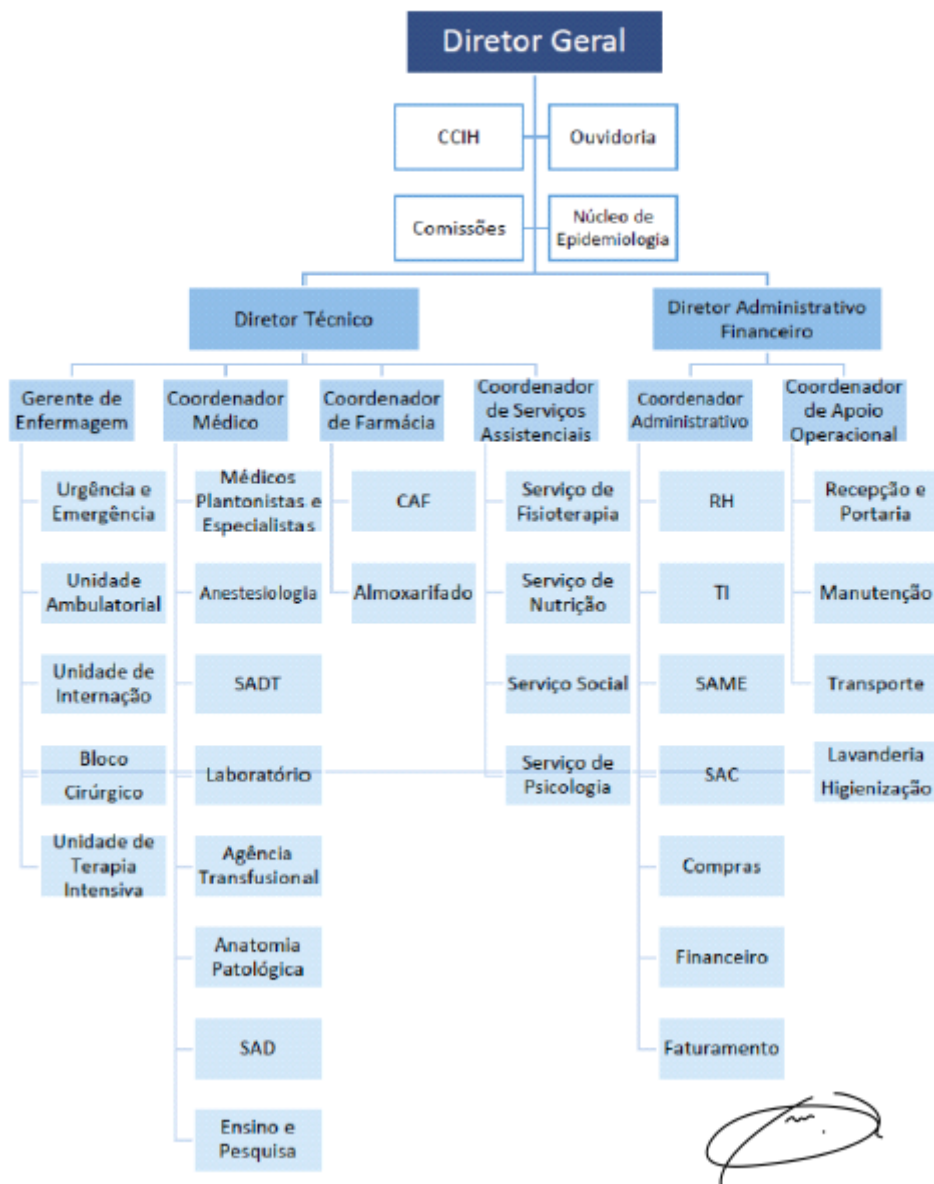 Diretor Geral
CCIH
Ouvidoria
Comissões
Núcleo de
Epidemiologia
Diretor Técnico
Diretor Administrativo
Financeiro
Gerente de
Enfermagem
Coordenador
Médico
Coordenador
de Farmácia
Coordenador
de Serviços
Assistenciais
Coordenador
Administrativo
Coordenador
de Apoio
Operacional
Urgência e
Emergência
Unidade
Ambulatorial
Unidade de
Internação
Bloco
Cirúrgico
Unidade de
Terapia
Intensiva
Médicos
Plantonistas e
Especialistas
Anestesiologia
SADT
Laboratório
Agência
Transfusional
Anatomia
Patológica
SAD
Ensino e
Pesquisa
CAF
Almoxarifado
Serviço de
Fisioterapia
Serviço de
Nutrição
Serviço Social
Serviço de
Psicologia
RH
TI
SAME
SAC
Compras
Financeiro
Faturamento
Recepção e
Portaria
Manutenção
Transporte
Lavanderia
Higienização